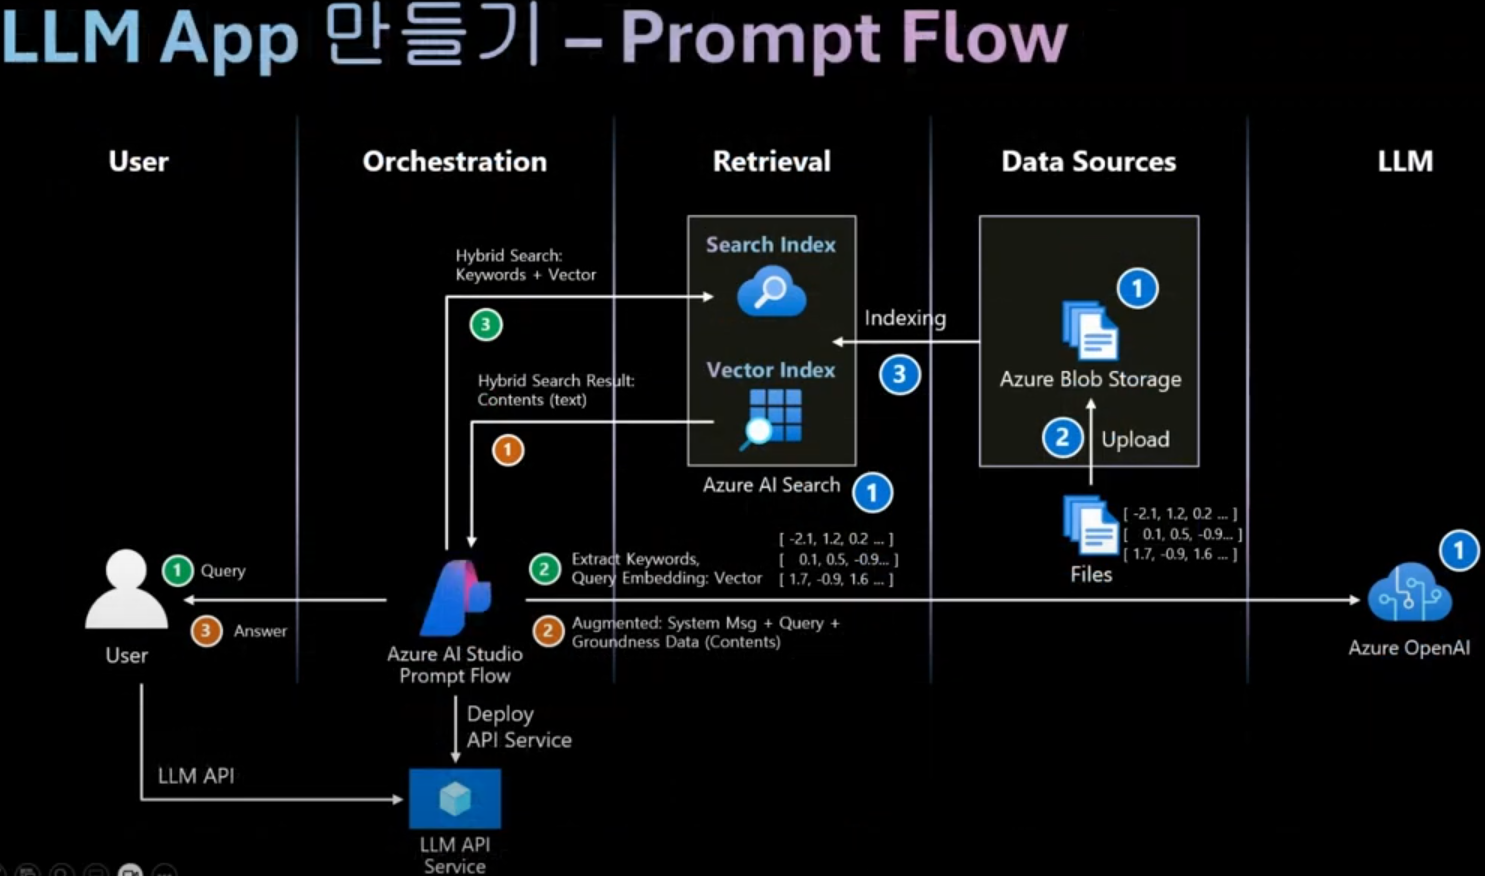 LLM App 만들기 – Prompt Flow
User
Orchestration
Retrieval
Data Sources
LLM
Hybrid Search:
Keywords + Vector
3
Hybrid Search Result:
Contents (text)
1
Search Index
Vector Index
Azure AI Search
1
Indexing
3
1
Azure Blob Storage
2
Upload
Files
[ -2.1, 1.2, 0.2 ... ]
[ 0.1, 0.5, -0.9... ]
[ 1.7, -0.9, 1.6 ... ]
1
Query
3
Answer
User
Azure AI Studio
Prompt Flow
2
Extract Keywords,
Query Embedding: Vector
[ -2.1, 1.2, 0.2 ... ]
[ 0.1, 0.5, -0.9... ]
[ 1.7, -0.9, 1.6 ... ]
2
Augmented: System Msg + Query +
Groundness Data (Contents)
1
Azure OpenAI
Deploy
API Service
LLM API
LLM API
Service